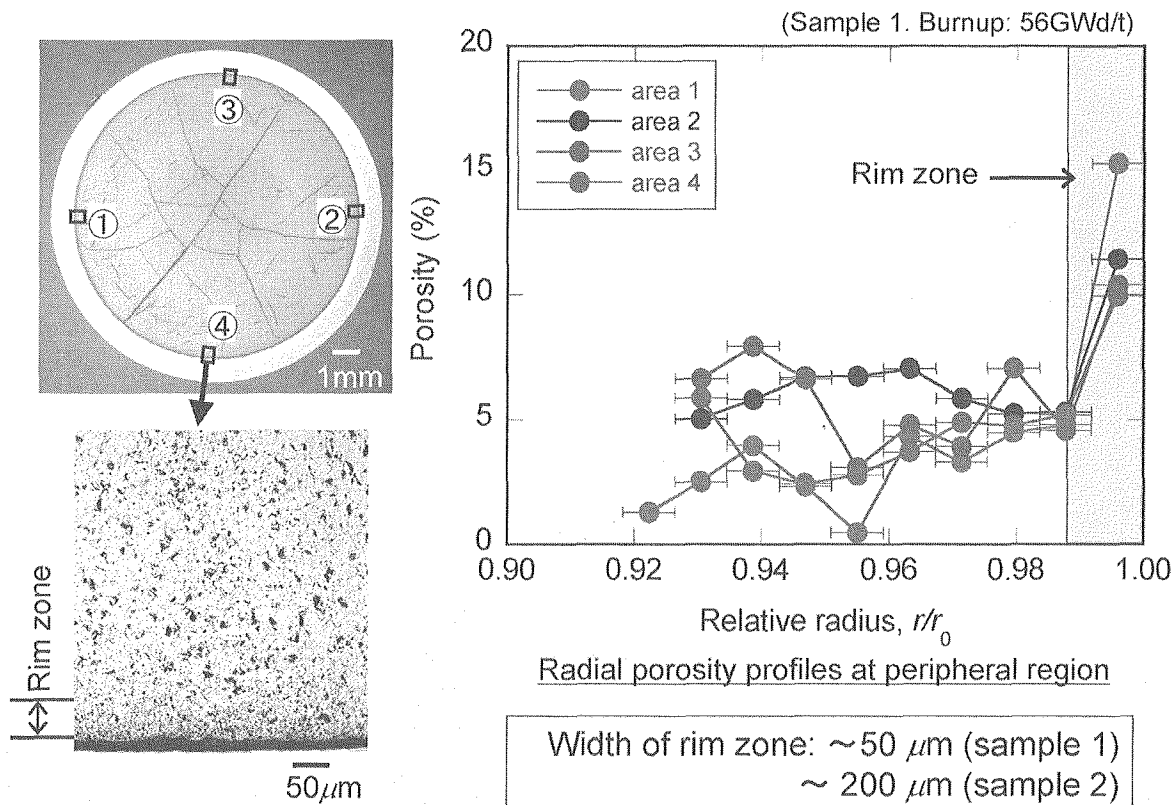 (Sample 1. Burnup: 56GWd/t)
③
①
②
④
1mm
Rim zone
50μm
Porosity (%)
20
15
10
5
0
area 1
area 2
area 3
area 4
Rim zone
0.90
0.92
0.94
0.96
0.98
1.00
Relative radius, r/r₀
Radial porosity profiles at peripheral region
Width of rim zone: ~50 μm (sample 1)
~ 200 μm (sample 2)